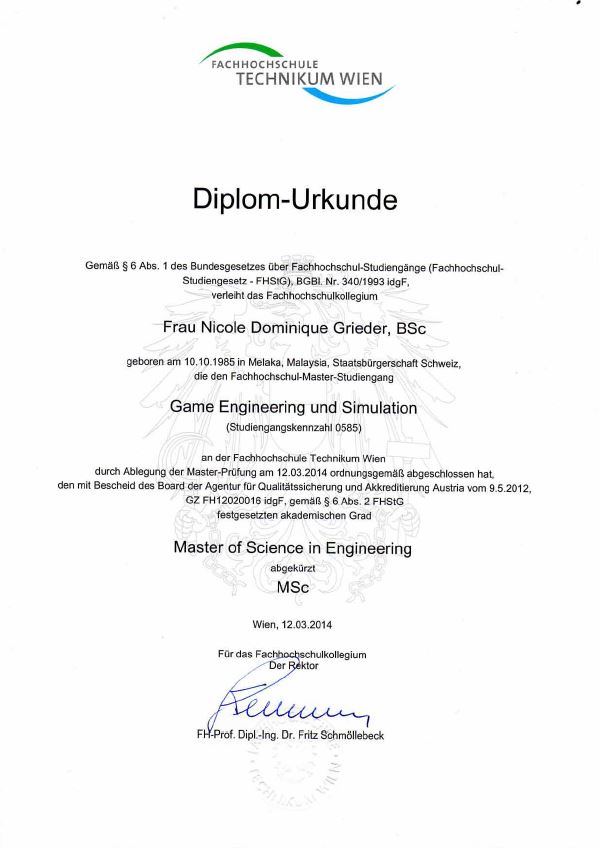 FACHHOCHSCHULE
TECHNIKUM WIEN
Diplom-Urkunde
Gemäß § 6 Abs. 1 des Bundesgesetzes über Fachhochschul-Studiengänge (Fachhochschul-
Studiengesetz - FHStG), BGBl. Nr. 340/1993 idgF,
verleiht das Fachhochschulkollegium
Frau Nicole Dominique Grieder, BSc
geboren am 10.10.1985 in Melaka, Malaysia, Staatsbürgerschaft Schweiz,
die den Fachhochschul-Master-Studiengang
Game Engineering und Simulation
(Studiengangskennzahl 0585)
an der Fachhochschule Technikum Wien
durch Ablegung der Master-Prüfung am 12.03.2014 ordnungsgemäß abgeschlossen hat,
den mit Bescheid des Board der Agentur für Qualitätssicherung und Akkreditierung Austria vom 9.5.2012,
GZ FH12020016 idgF, gemäß § 6 Abs. 2 FHStG
festgesetzten akademischen Grad
Master of Science in Engineering
abgekürzt
MSc
Wien, 12.03.2014
Für das Fachhochschulkollegium
Der Rektor
FH-Prof. Dipl.-Ing. Dr. Fritz Schmöllebeck
TECHNIKUM WIEN